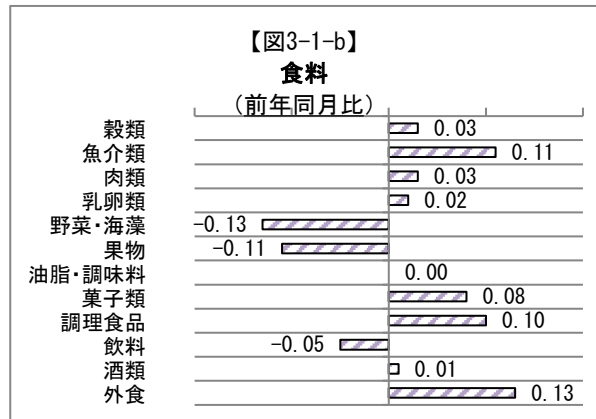 【図3-1-b】
食料
（前年同月比）
穀類 0.03
魚介類 0.11
肉類 0.03
乳卵類 0.02
野菜・海藻 -0.13
果物 -0.11
油脂・調味料 0.00
菓子類 0.08
調理食品 0.10
飲料 -0.05
酒類 0.01
外食 0.13